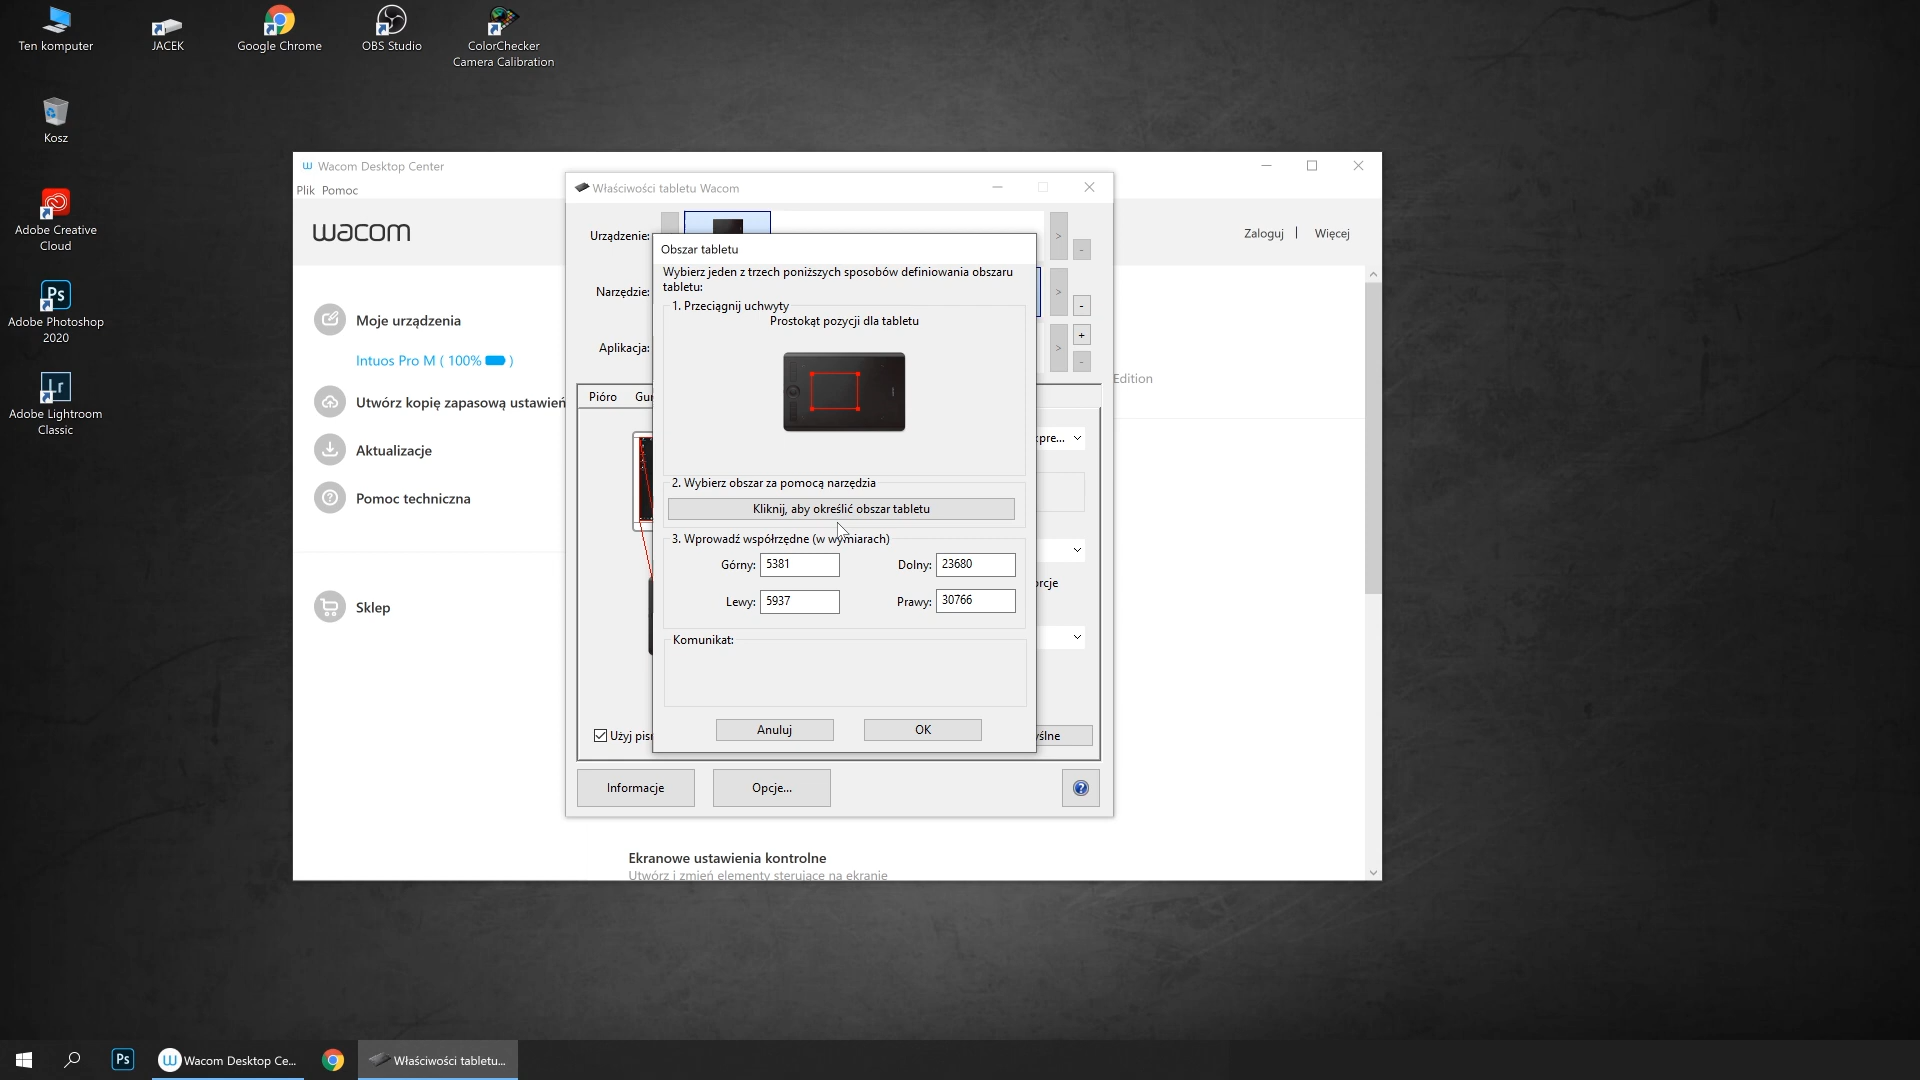 Ten komputer
JACEK
Google Chrome
OBS Studio
ColorChecker
Camera Calibration
Kosz
Adobe Creative
Cloud
Ps
Adobe Photoshop
2020
Lr
Adobe Lightroom
Classic
Wacom Desktop Center
Plik Pomoc
wacom
Zaloguj | Więcej
Moje urządzenia
Intuos Pro M ( 100% )
Utwórz kopię zapasową ustawień
Aktualizacje
Pomoc techniczna
Sklep
Edition
Ekranowe ustawienia kontrolne
Utwórz i zmień elementy sterujące na ekranie
Właściwości tabletu Wacom
Urządzenie:
Narzędzie:
Aplikacja:
Pióro
Użyj
Informacje
Opcje...
Obszar tabletu
Wybierz jeden z trzech poniższych sposobów definiowania obszaru
tabletu:
1. Przeciągnij uchwyty
Prostokąt pozycji dla tabletu
2. Wybierz obszar za pomocą narzędzia
Kliknij, aby określić obszar tabletu
3. Wprowadź współrzędne (w wymiarach)
Górny: 5381 Dolny: 23680
Lewy: 5937 Prawy: 30766
Komunikat:
Anuluj OK
Ps
Wacom Desktop Ce...
Właściwości tabletu...